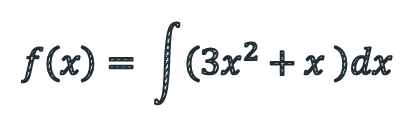 f(x) = ∫(3x² + x )dx